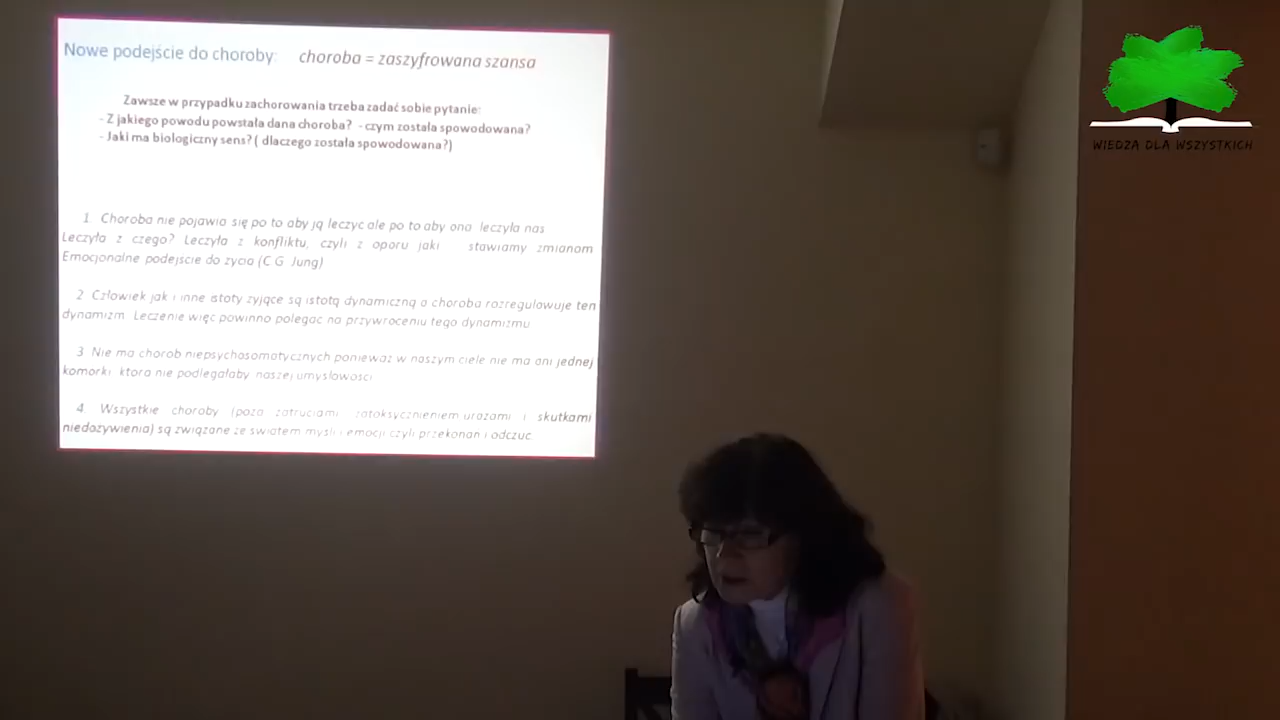 Nowe podejście do choroby: choroba = zaszyfrowana szansa
Zawsze w przypadku zachorowania trzeba zadać sobie pytanie:
- Z jakiego powodu powstała dana choroba? - czym została spowodowana?
- Jaki ma biologiczny sens? ( dlaczego została spowodowana?)
1. Choroba nie pojawia się po to aby ją leczyć ale po to aby ona leczyła nas
Leczyła z czego? Leczyła z konfliktu, czyli z oporu jaki stawiamy zmianom
Emocjonalne podejście do życia (C G Jung)
2 Człowiek jak i inne istoty żyjące są istotą dynamiczną a choroba rozregulowuje ten
dynamizm. Leczenie więc powinno polegać na przywróceniu tego dynamizmu
3 Nie ma chorób niepsychosomatycznych ponieważ w naszym ciele nie ma ani jednej
komórki która nie podlegałaby naszej umysłowości
4. Wszystkie choroby (poza zatruciami, zatoksycznieniem urazami i skutkami
niedożywienia) są związane ze światem myśli i emocji czyli przekonań i odczuć.
WIEDZA DLA WSZYSTKICH